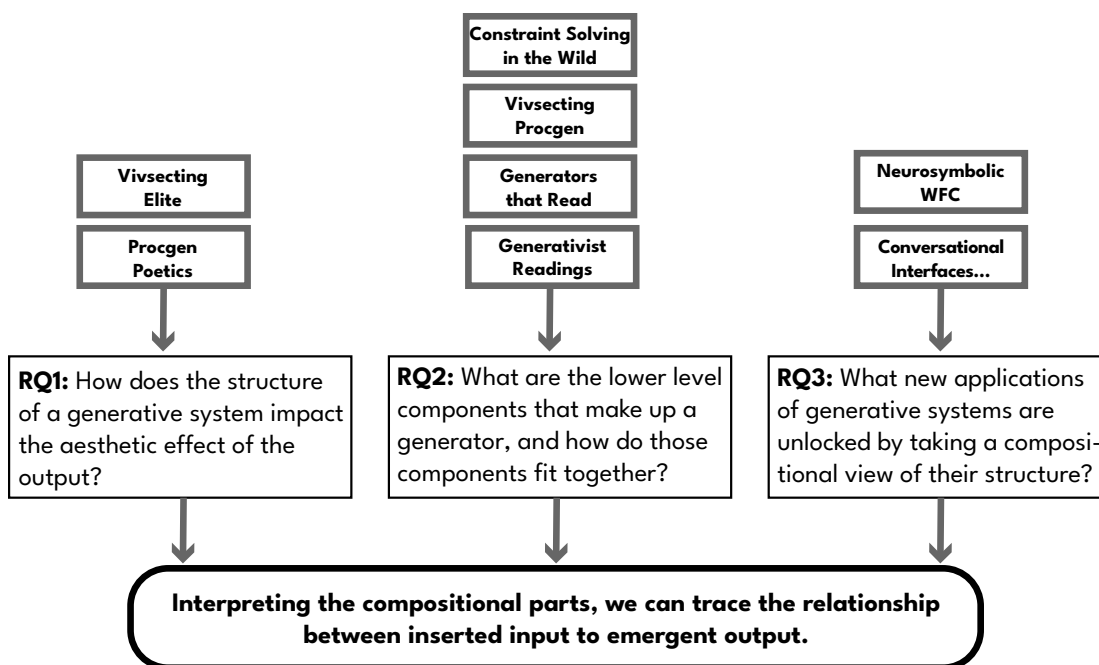 Constraint Solving
in the Wild
Vivsecting
Procgen
Generators
that Read
Generativist
Readings
Vivsecting
Elite
Procgen
Poetics
Neurosymbolic
WFC
Conversational
Interfaces...
RQ1: How does the structure
of a generative system impact
the aesthetic effect of the
output?
RQ2: What are the lower level
components that make up a
generator, and how do those
components fit together?
RQ3: What new applications
of generative systems are
unlocked by taking a composi-
tional view of their structure?
Interpreting the compositional parts, we can trace the relationship
between inserted input to emergent output.